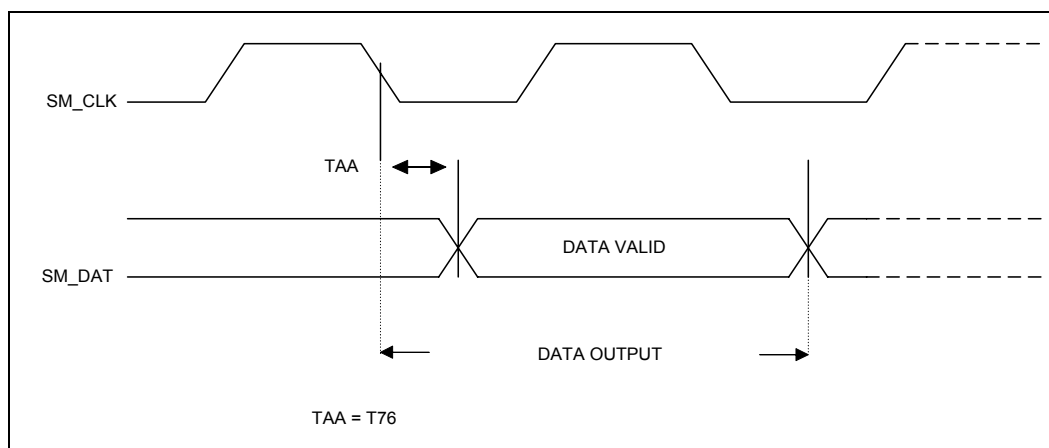 SM_CLK
TAA
DATA VALID
SM_DAT
DATA OUTPUT
TAA = T76